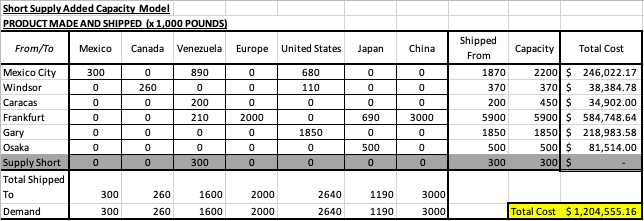 Short Supply Added Capacity Model
PRODUCT MADE AND SHIPPED (x 1,000 POUNDS)
From/To Mexico Canada Venezuela Europe United States Japan China Shipped From Capacity Total Cost
Mexico City 300 0 890 0 680 0 0 1870 2200 $ 246,022.17
Windsor 0 260 0 0 110 0 0 370 370 $ 38,384.78
Caracas 0 0 200 0 0 0 0 200 450 $ 34,902.00
Frankfurt 0 0 210 2000 0 690 3000 5900 5900 $ 584,748.64
Gary 0 0 0 0 1850 0 0 1850 1850 $ 218,983.58
Osaka 0 0 0 0 0 500 0 500 500 $ 81,514.00
Supply Short 0 0 300 0 0 0 0 300 300 $ -
Total Shipped To 300 260 1600 2000 2640 1190 3000
Demand 300 260 1600 2000 2640 1190 3000 Total Cost $ 1,204,555.16